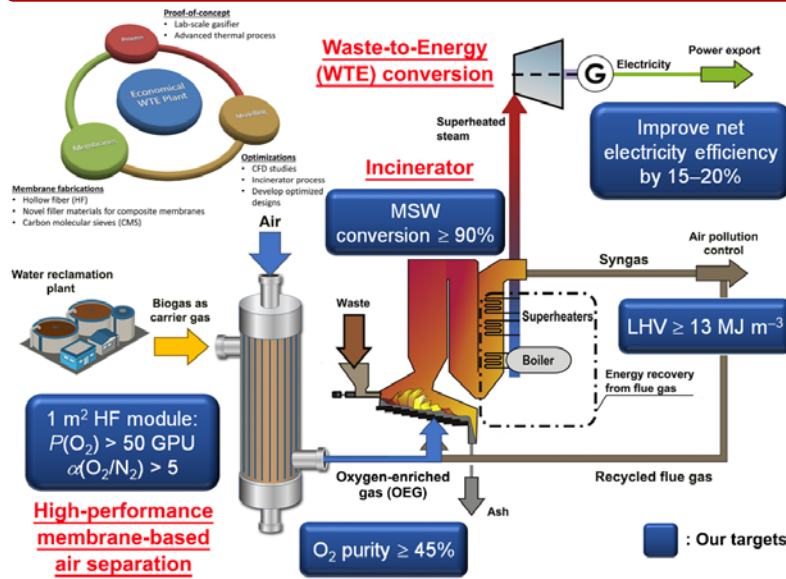 Proof-of-concept
• Lab-scale gasifier
• Advanced thermal process
Process
Economical
WTE Plant
Membranes
Modelling
Optimizations
• CFD studies
• Incinerator process
• Develop optimized
designs
Membrane fabrications
• Hollow fiber (HF)
• Novel filler materials for composite membranes
• Carbon molecular sieves (CMS)
Waste-to-Energy
(WTE) conversion
G
Electricity
Power export
Superheated
steam
Improve net
electricity efficiency
by 15–20%
Incinerator
MSW
conversion ≥ 90%
Air
Water reclamation
plant
Biogas as
carrier gas
Waste
Syngas
Air pollution
control
Superheaters
Boiler
LHV ≥ 13 MJ m⁻³
Energy recovery
from flue gas
1 m² HF module:
P(O₂) > 50 GPU
α(O₂/N₂) > 5
Oxygen-enriched
gas (OEG)
Recycled flue gas
Ash
High-performance
membrane-based
air separation
O₂ purity ≥ 45%
: Our targets